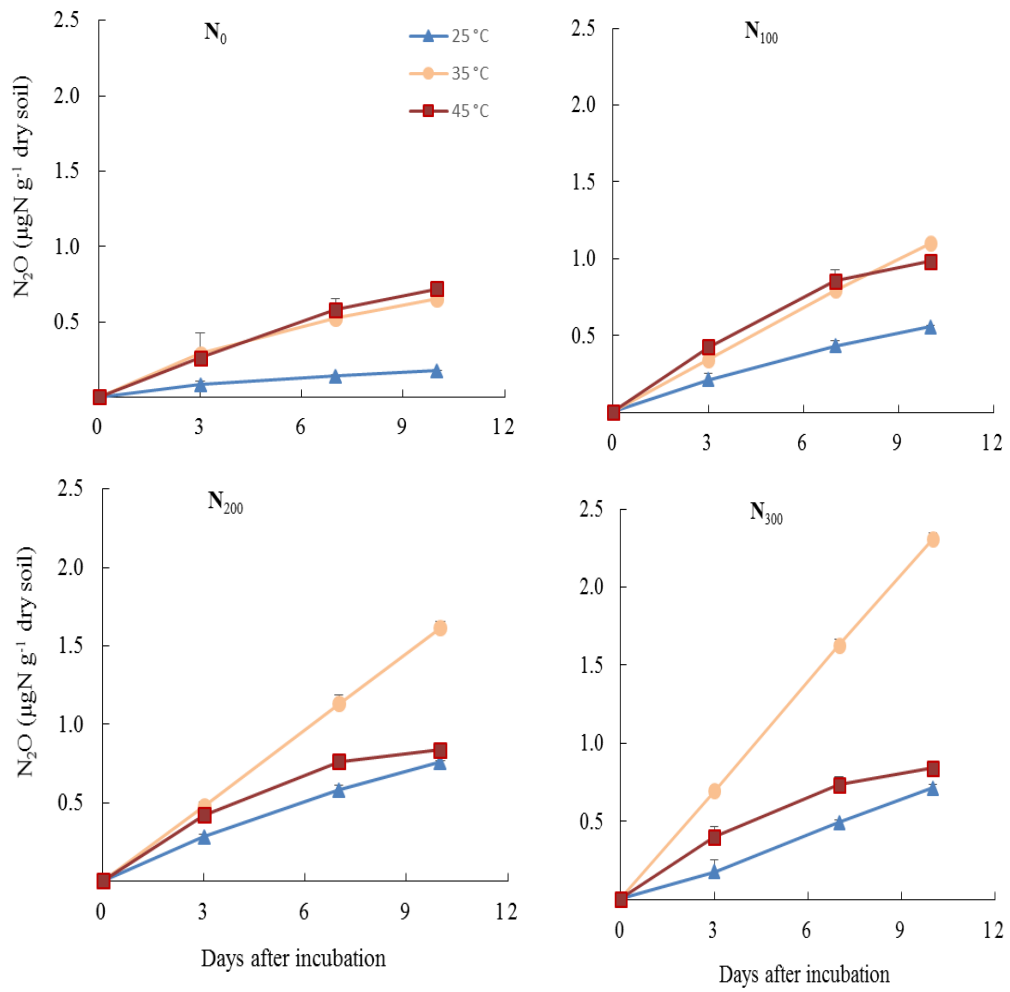 N₀
25 °C
35 °C
45 °C
2.5
2.0
1.5
1.0
0.5
N₂O (µgN g⁻¹ dry soil)
0 3 6 9 12
N₁₀₀
2.5
2.0
1.5
1.0
0.5
0 3 6 9 12
N₂₀₀
2.5
2.0
1.5
1.0
0.5
N₂O (µgN g⁻¹ dry soil)
0 3 6 9 12
Days after incubation
N₃₀₀
2.5
2.0
1.5
1.0
0.5
0 3 6 9 12
Days after incubation